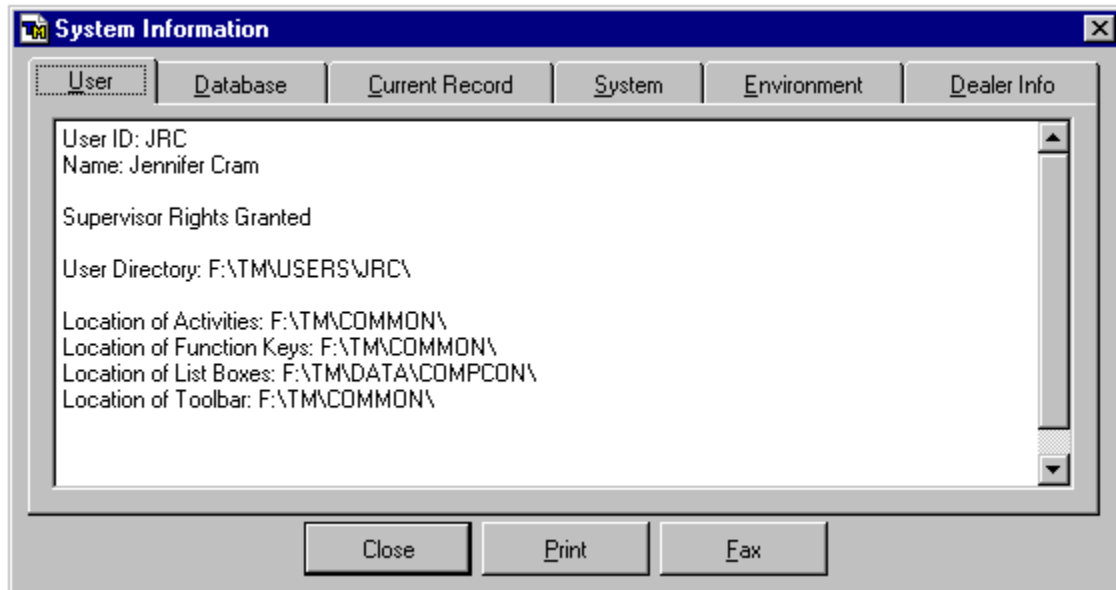 System Information
User Database Current Record System Environment Dealer Info
User ID: JRC
Name: Jennifer Cram
Supervisor Rights Granted
User Directory: F:\TM\USERS\JRC\
Location of Activities: F:\TM\COMMON\
Location of Function Keys: F:\TM\COMMON\
Location of List Boxes: F:\TM\DATA\COMPCON\
Location of Toolbar: F:\TM\COMMON\
Close Print Fax